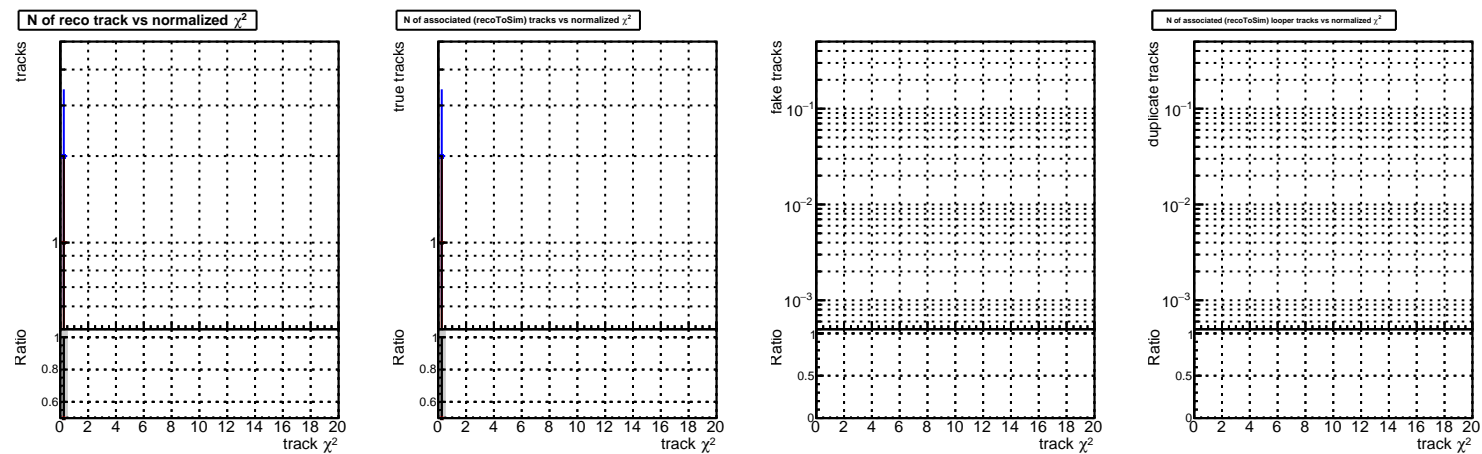 N of reco track vs normalized χ²
tracks
1
Ratio
1
0.8
0.6
0 2 4 6 8 10 12 14 16 18 20
track χ²
N of associated (recoToSim) tracks vs normalized χ²
true tracks
1
Ratio
1
0.8
0.6
0 2 4 6 8 10 12 14 16 18 20
track χ²
fake tracks
10⁻¹
10⁻²
10⁻³
Ratio
1
0.5
0
0 2 4 6 8 10 12 14 16 18 20
track χ²
N of associated (recoToSim) looper tracks vs normalized χ²
duplicate tracks
10⁻¹
10⁻²
10⁻³
Ratio
1
0.5
0
0 2 4 6 8 10 12 14 16 18 20
track χ²